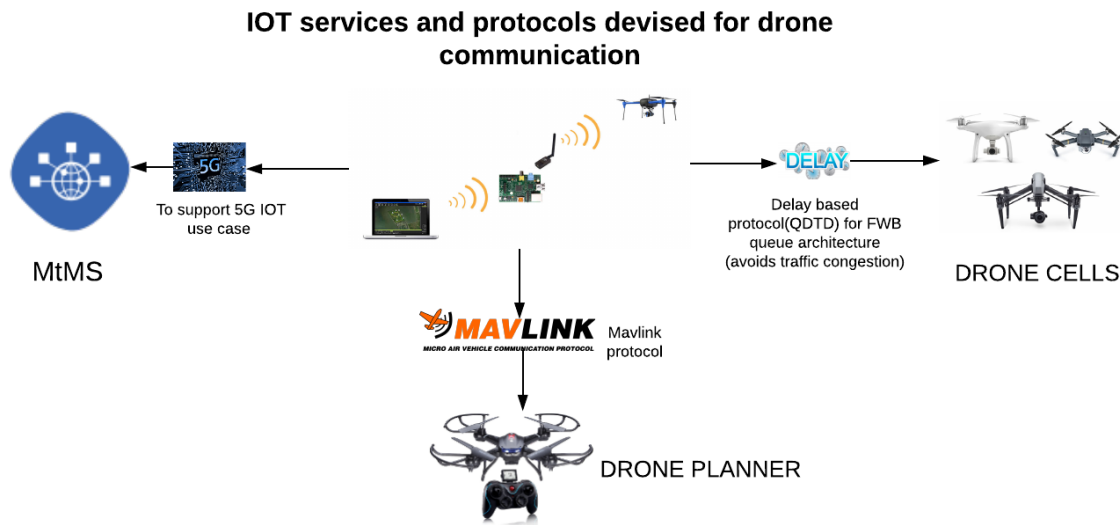 IOT services and protocols devised for drone
communication
5G
To support 5G IOT
use case
MtMS
DELAY
Delay based
protocol(QDTD) for FWB
queue architecture
(avoids traffic congestion)
DRONE CELLS
MAVLINK
MICRO AIR VEHICLE COMMUNICATION PROTOCOL
Mavlink
protocol
DRONE PLANNER